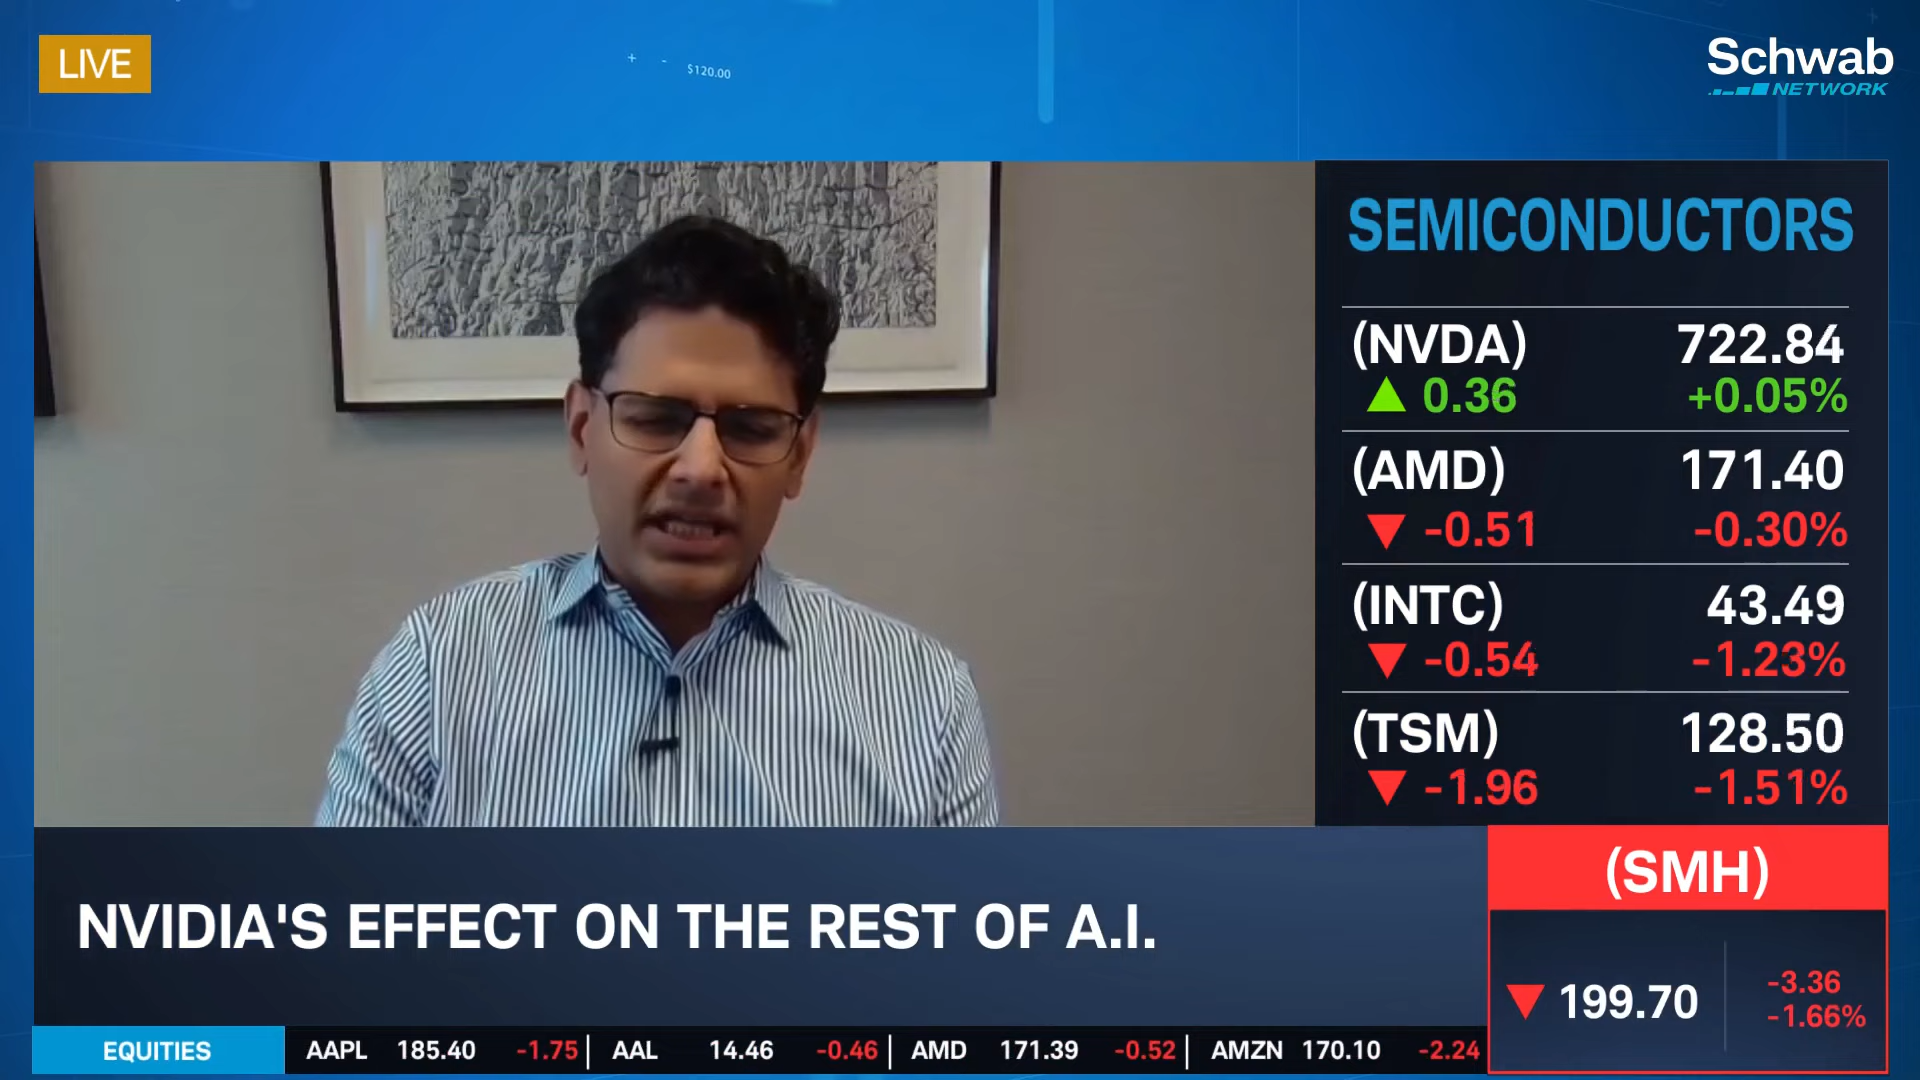 LIVE
+ - $120.00
Schwab
NETWORK
SEMICONDUCTORS
(NVDA) 722.84
▲ 0.36 +0.05%
(AMD) 171.40
▼ -0.51 -0.30%
(INTC) 43.49
▼ -0.54 -1.23%
(TSM) 128.50
▼ -1.96 -1.51%
NVIDIA'S EFFECT ON THE REST OF A.I.
(SMH)
▼ 199.70
-3.36
-1.66%
EQUITIES AAPL 185.40 -1.75 AAL 14.46 -0.46 AMD 171.39 -0.52 AMZN 170.10 -2.24